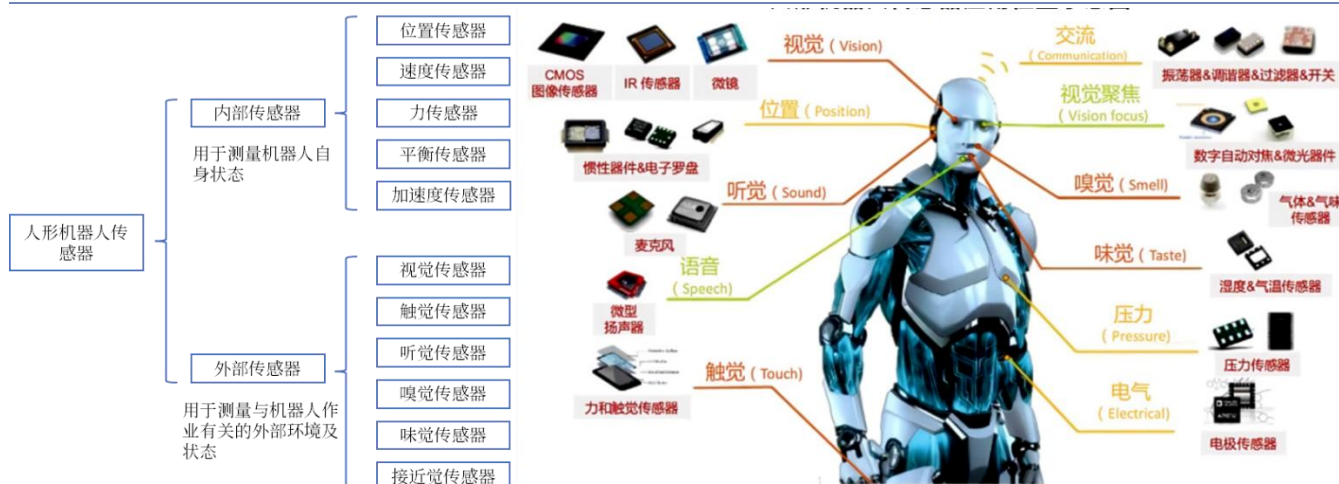 位置传感器
速度传感器
内部传感器
力传感器
用于测量机器人自
身状态
平衡传感器
加速度传感器
人形机器人传
感器
视觉传感器
触觉传感器
听觉传感器
外部传感器
嗅觉传感器
用于测量与机器人作
业有关的外部环境及
状态
味觉传感器
接近觉传感器
视觉 ( Vision)
CMOS
图像传感器
IR 传感器
微镜
位置 ( Position)
惯性器件&电子罗盘
听觉 ( Sound)
麦克风
语音
( Speech)
微型
扬声器
触觉 ( Touch)
力和触觉传感器
交流
(Communication)
振荡器&调谐器&过滤器&开关
视觉聚焦
( Vision focus)
数字自动对焦&微光器件
嗅觉 ( Smell)
气体&气味
传感器
味觉 ( Taste)
湿度&气温传感器
压力
( Pressure)
压力传感器
电气
( Electrical)
电极传感器